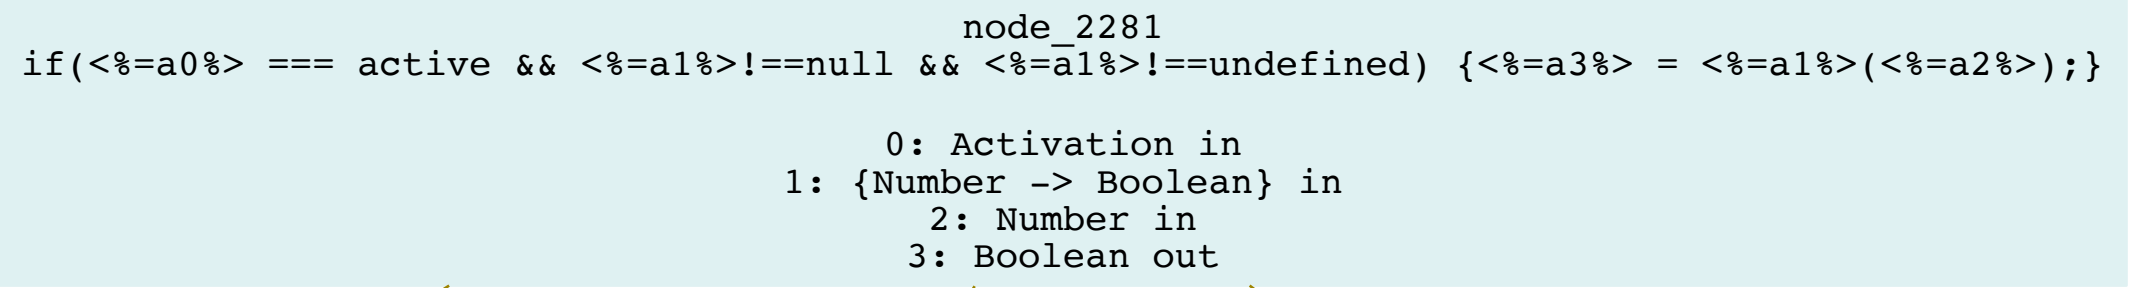 node_2281
if(<%=a0%> === active && <%=a1%>!==null && <%=a1%>!==undefined) {<%=a3%> = <%=a1%>(<%=a2%>);}
0: Activation in
1: {Number -> Boolean} in
2: Number in
3: Boolean out